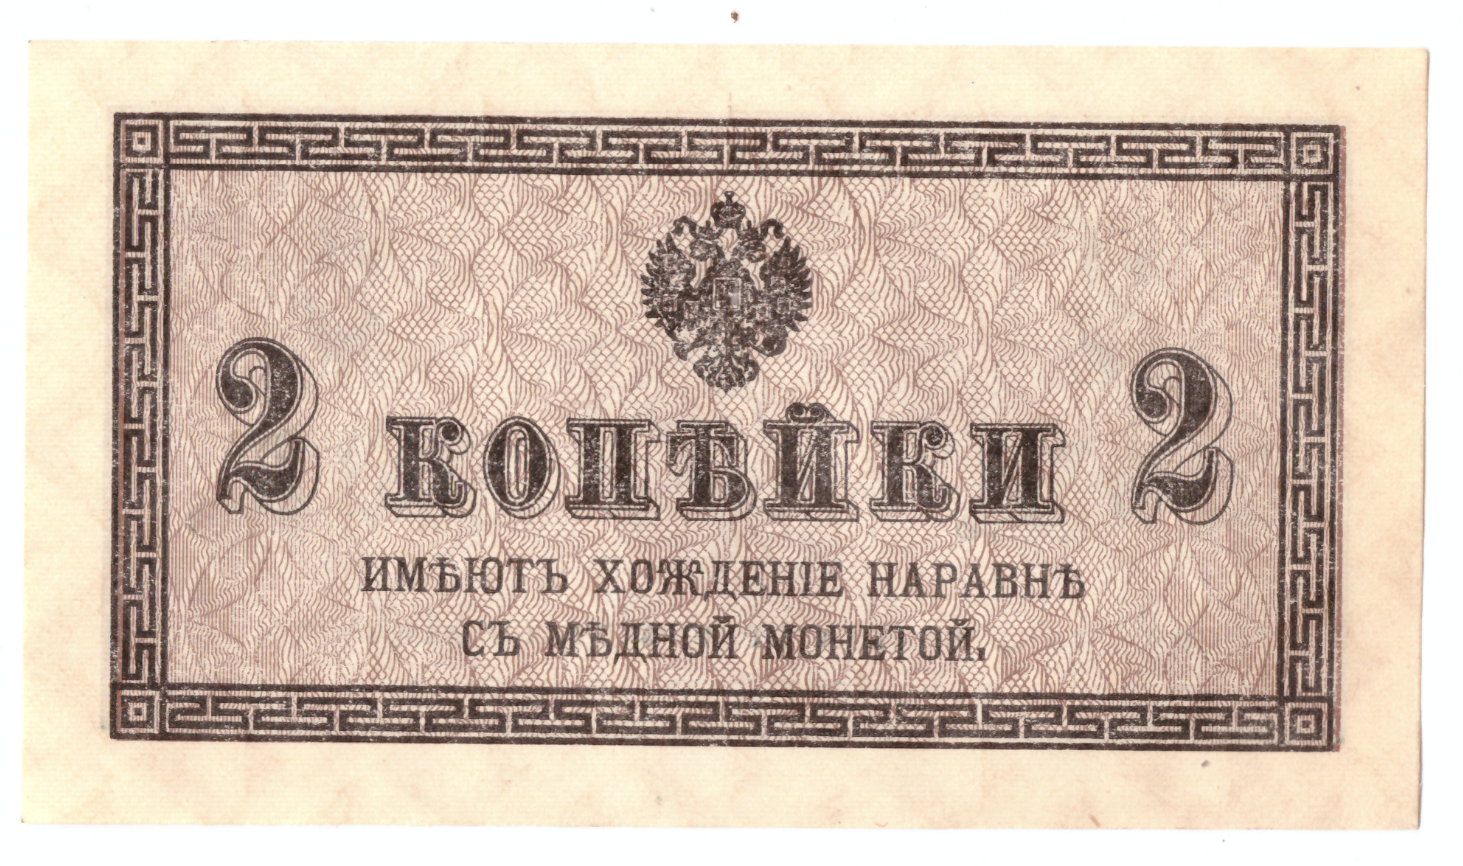 2 КОПѢЙКИ 2
ИМѢЮТЪ ХОЖДЕНІЕ НАРАВНѢ
СЪ МѢДНОЙ МОНЕТОЙ.